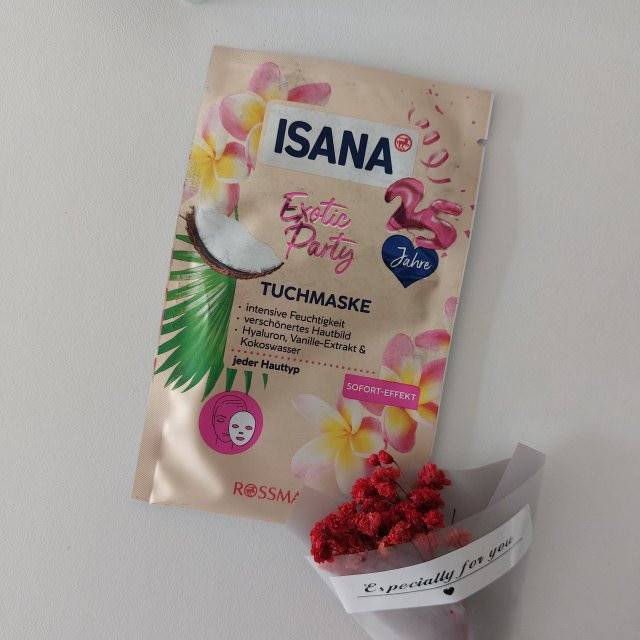 ISANA
Exotic
Party
25
Jahre
TUCHMASKE
· intensive Feuchtigkeit
· verschönertes Hautbild
· Hyaluron, Vanille-Extrakt &
Kokoswasser
jeder Hauttyp
SOFORT-EFFEKT
ROSSMA
Especially for you